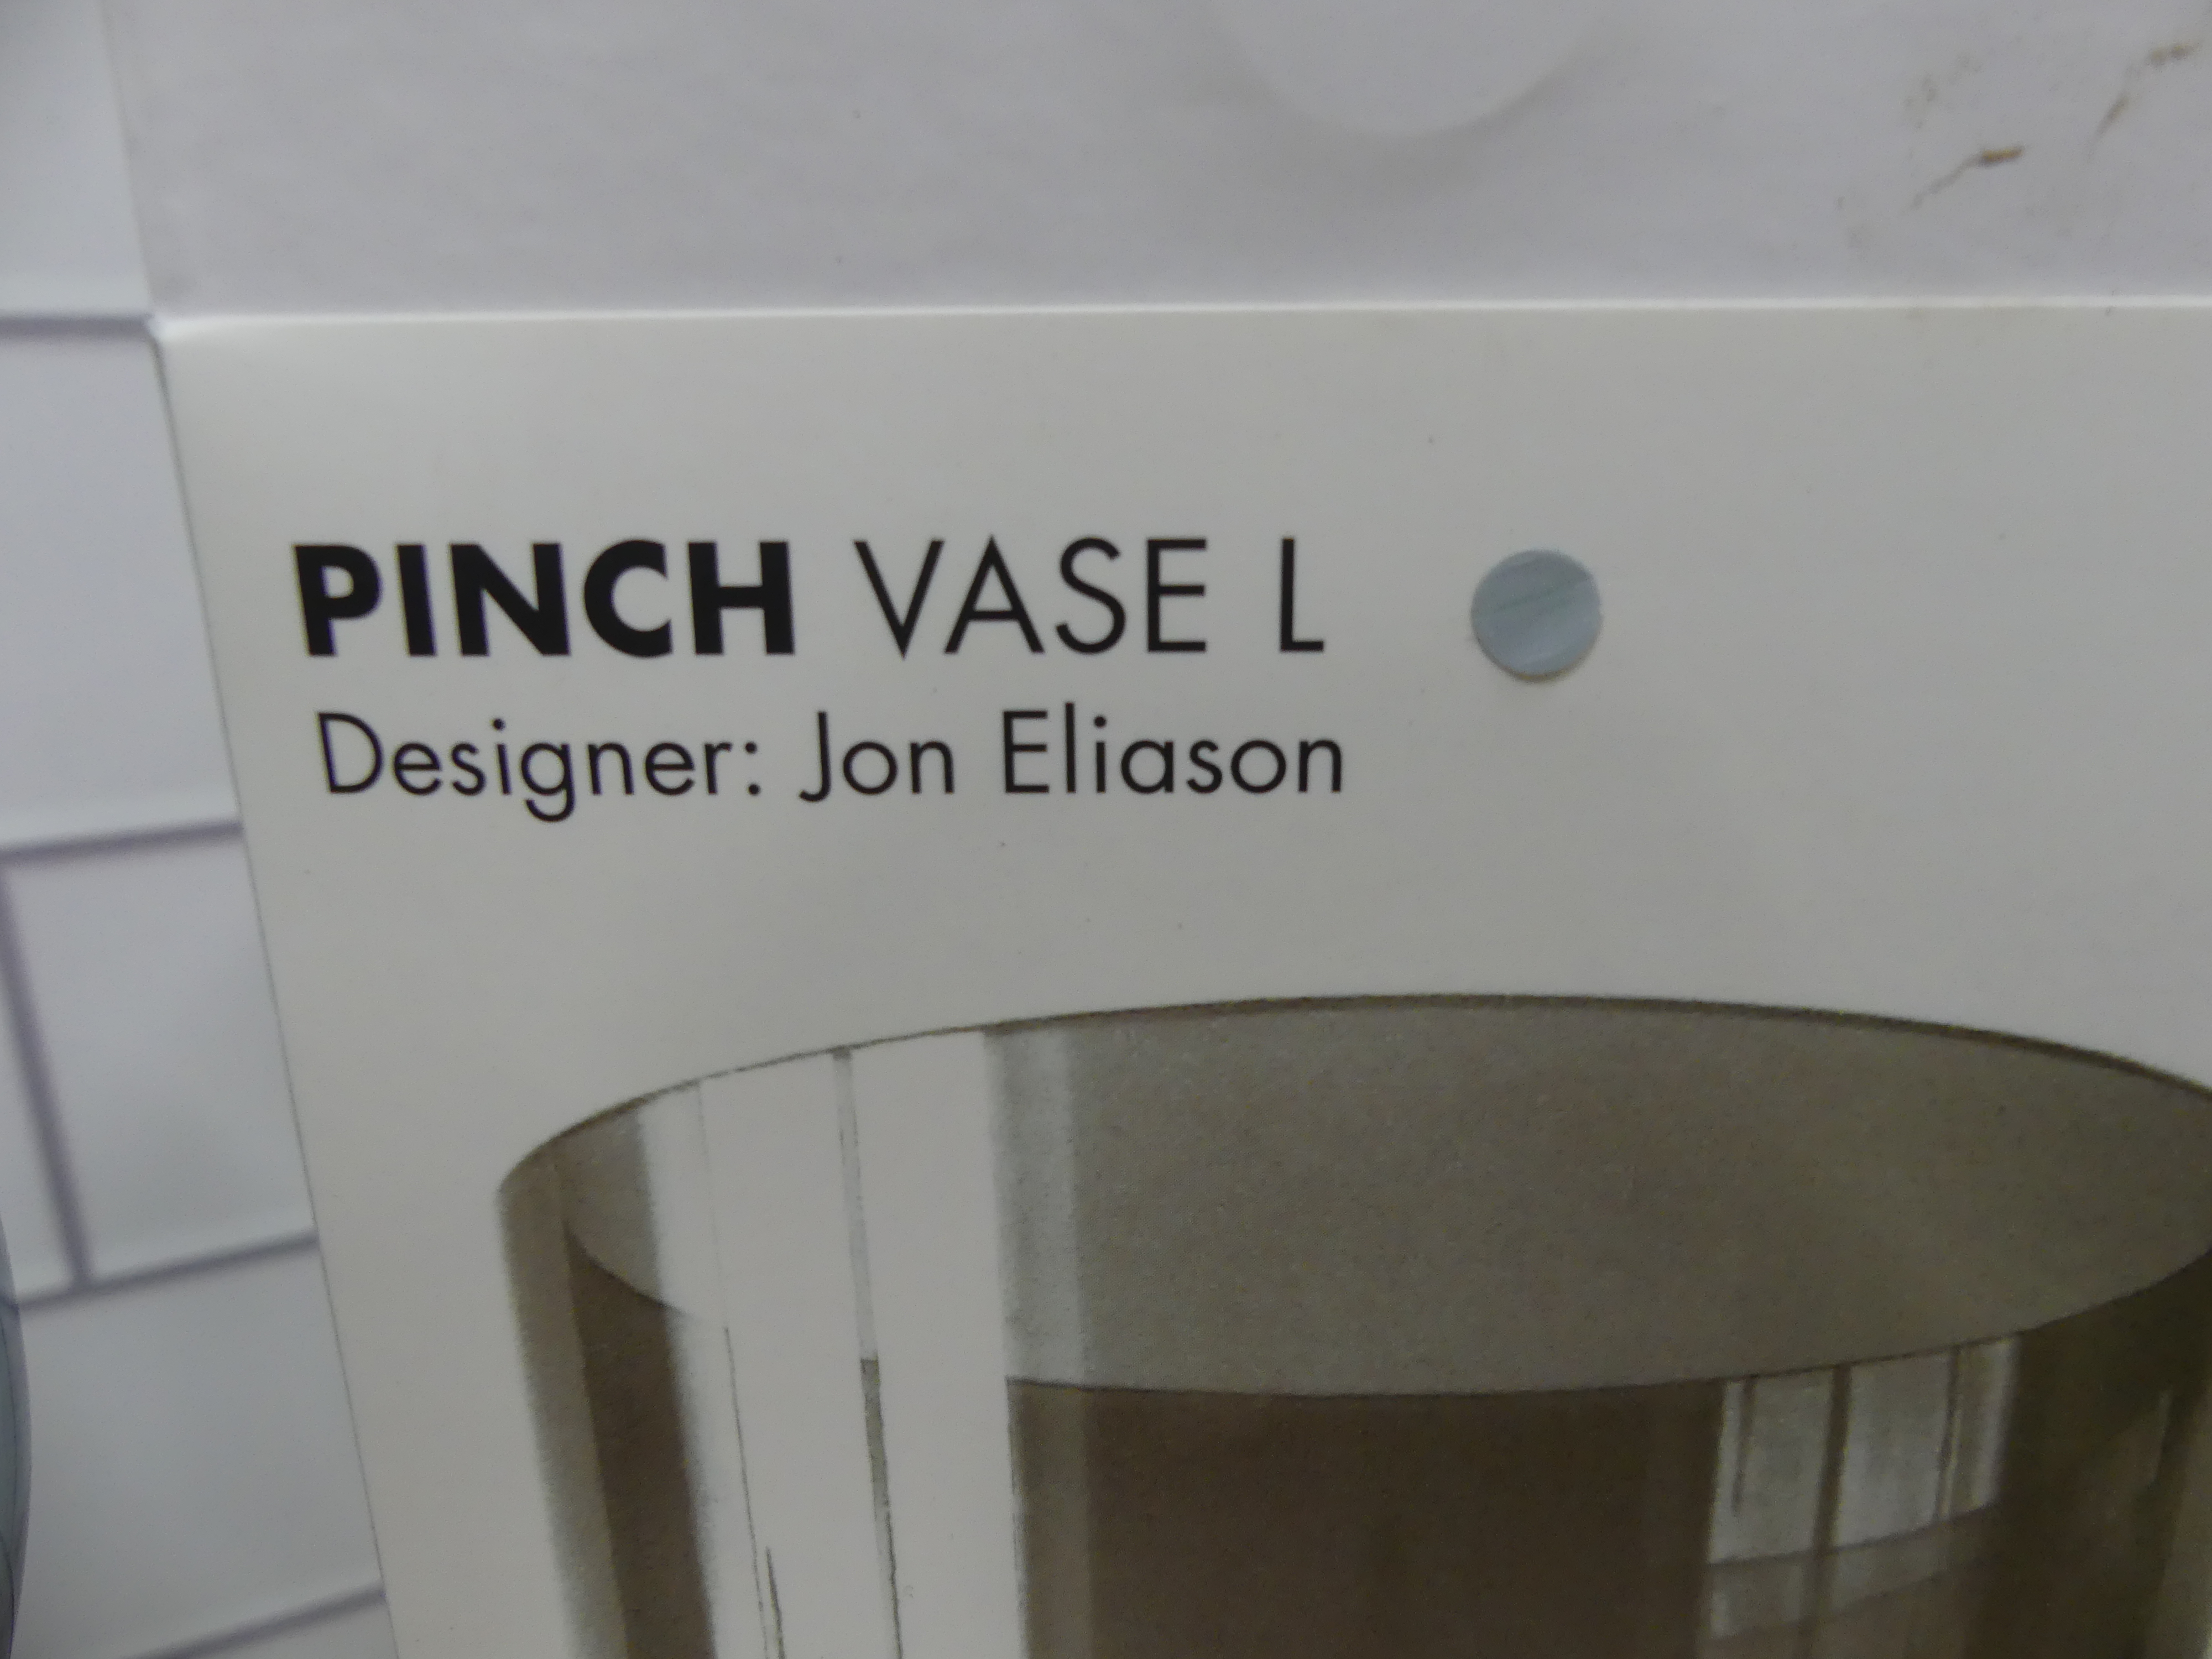 PINCH VASE L
Designer: Jon Eliason